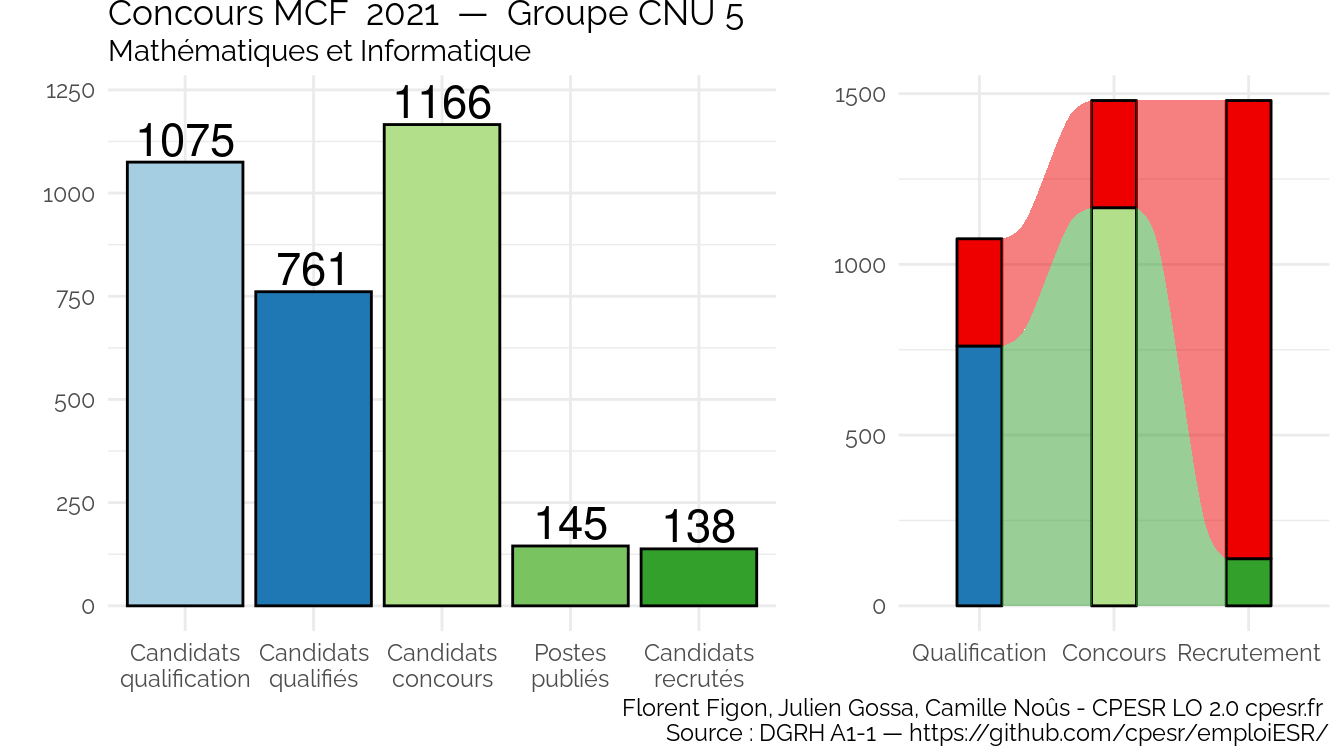 Concours MCF 2021 — Groupe CNU 5
Mathématiques et Informatique
1250
1000
750
500
250
0
1075
761
1166
145
138
Candidats
qualification
Candidats
qualifiés
Candidats
concours
Postes
publiés
Candidats
recrutés
1500
1000
500
0
Qualification
Concours
Recrutement
Florent Figon, Julien Gossa, Camille Noûs - CPESR LO 2.0 cpesr.fr
Source : DGRH A1-1 — https://github.com/cpesr/emploiESR/